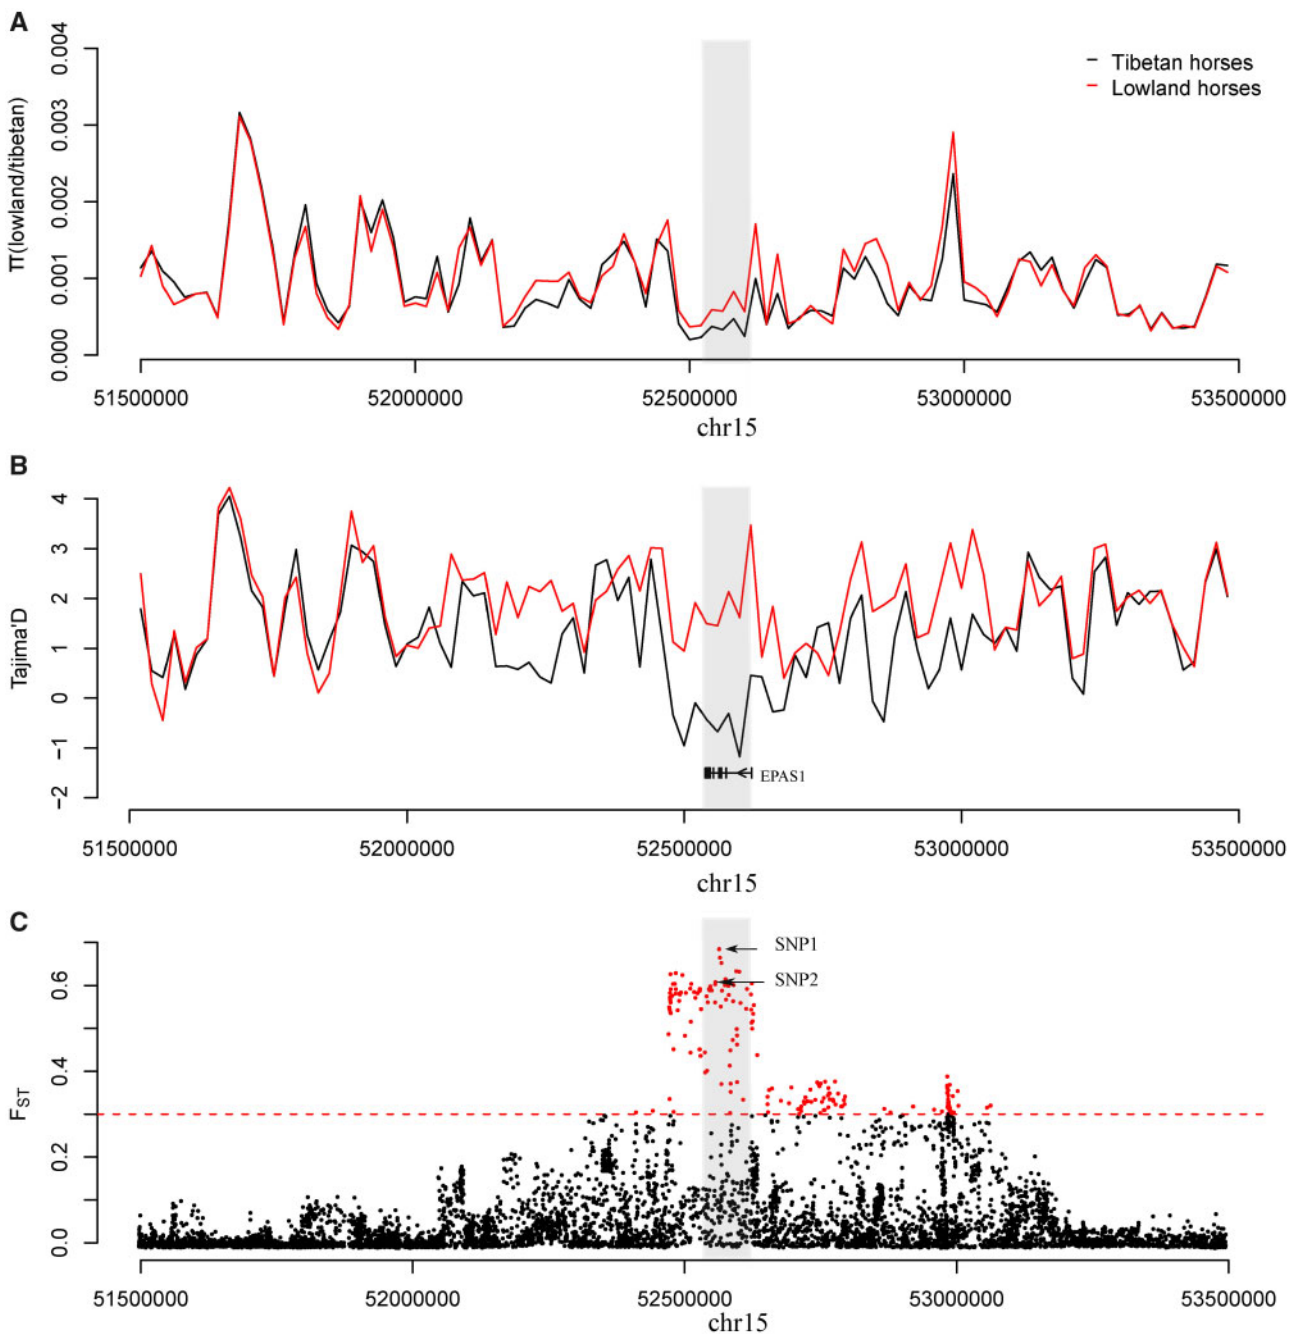 A
π(lowland/tibetan)
0.000
0.001
0.002
0.003
0.004
Tibetan horses
Lowland horses
51500000
52000000
52500000
53000000
53500000
chr15
B
Tajima'D
−2
−1
0
1
2
3
4
EPAS1
51500000
52000000
52500000
53000000
53500000
chr15
C
FST
0.0
0.2
0.4
0.6
SNP1
SNP2
51500000
52000000
52500000
53000000
53500000
chr15